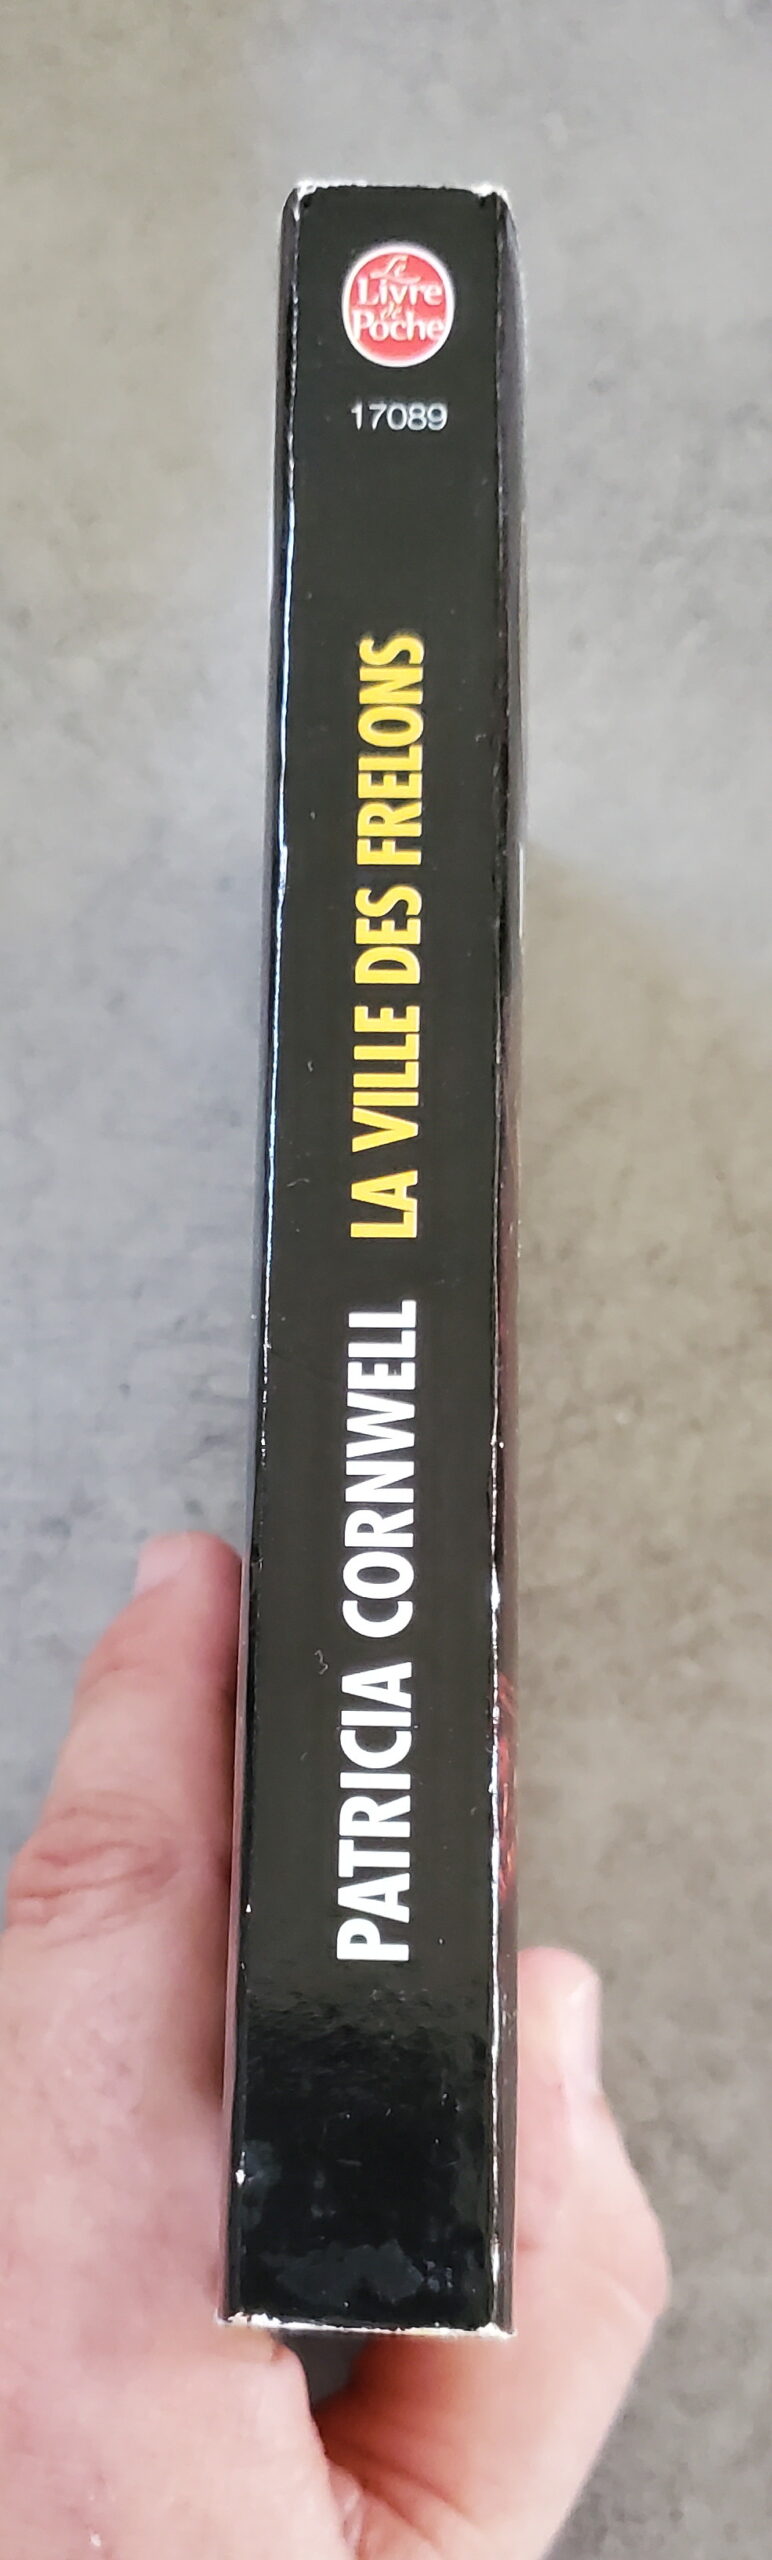 Le
Livre
de
Poche
17089
PATRICIA CORNWELL LA VILLE DES FRELONS